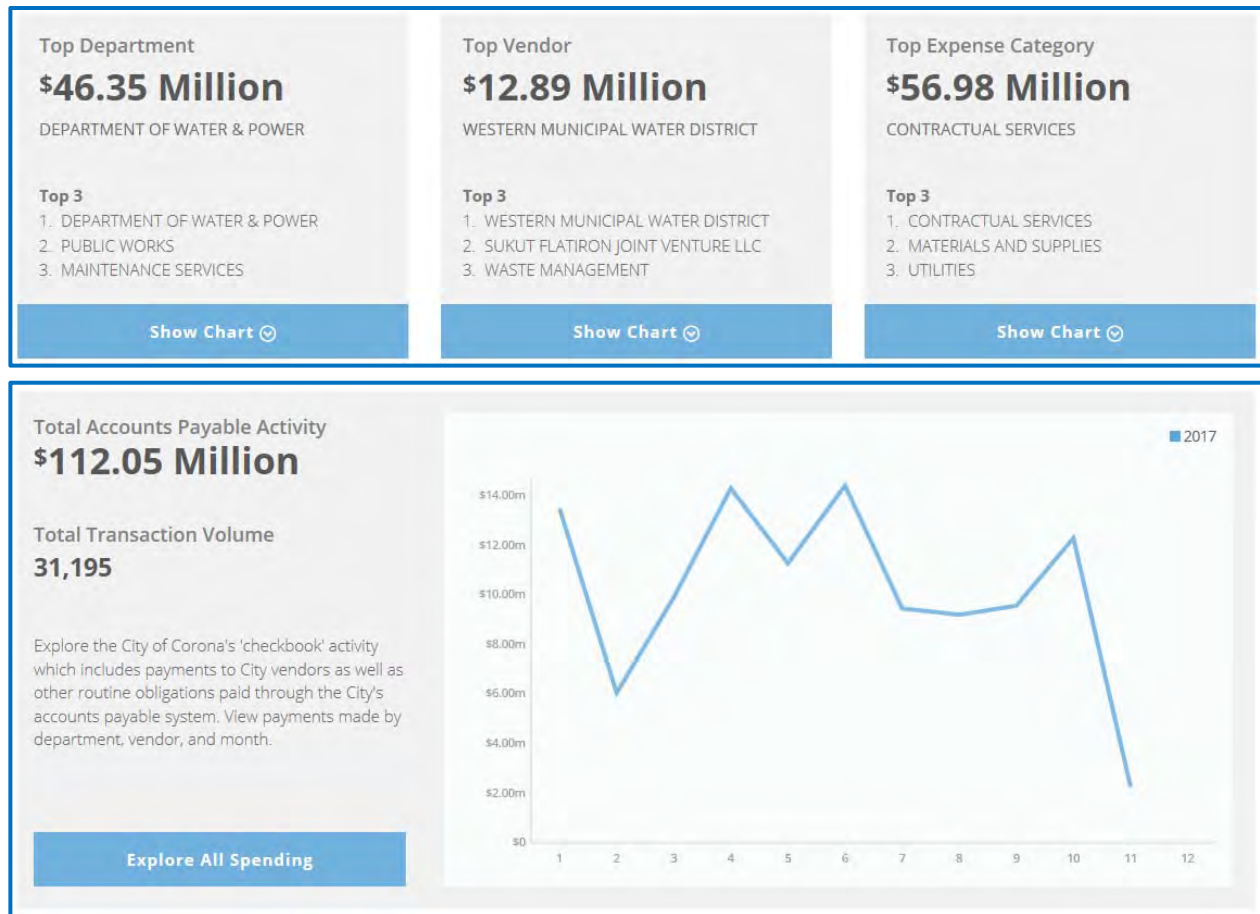 Top Department
$46.35 Million
DEPARTMENT OF WATER & POWER
Top 3
1. DEPARTMENT OF WATER & POWER
2. PUBLIC WORKS
3. MAINTENANCE SERVICES
Show Chart
Top Vendor
$12.89 Million
WESTERN MUNICIPAL WATER DISTRICT
Top 3
1. WESTERN MUNICIPAL WATER DISTRICT
2. SUKUT FLATIRON JOINT VENTURE LLC
3. WASTE MANAGEMENT
Show Chart
Top Expense Category
$56.98 Million
CONTRACTUAL SERVICES
Top 3
1. CONTRACTUAL SERVICES
2. MATERIALS AND SUPPLIES
3. UTILITIES
Show Chart
Total Accounts Payable Activity
$112.05 Million
Total Transaction Volume
31,195
Explore the City of Corona's 'checkbook' activity
which includes payments to City vendors as well as
other routine obligations paid through the City's
accounts payable system. View payments made by
department, vendor, and month.
Explore All Spending
2017
$14.00m
$12.00m
$10.00m
$8.00m
$6.00m
$4.00m
$2.00m
$0
1 2 3 4 5 6 7 8 9 10 11 12